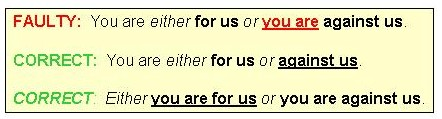 FAULTY: You are either for us or you are against us.
CORRECT: You are either for us or against us.
CORRECT: Either you are for us or you are against us.